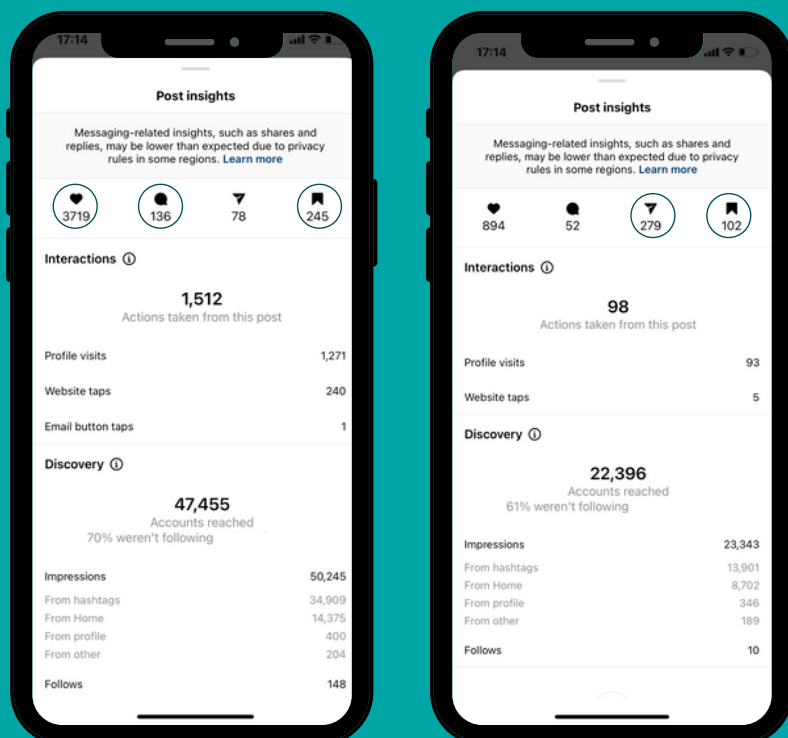 17:14
Post insights
Messaging-related insights, such as shares and
replies, may be lower than expected due to privacy
rules in some regions. Learn more
3719 136 78 245
Interactions
1,512
Actions taken from this post
Profile visits 1,271
Website taps 240
Email button taps 1
Discovery
47,455
Accounts reached
70% weren't following
Impressions 50,245
From hashtags 34,909
From Home 14,375
From profile 400
From other 204
Follows 148
17:14
Post insights
Messaging-related insights, such as shares and
replies, may be lower than expected due to privacy
rules in some regions. Learn more
894 52 279 102
Interactions
98
Actions taken from this post
Profile visits 93
Website taps 5
Discovery
22,396
Accounts reached
61% weren't following
Impressions 23,343
From hashtags 13,901
From Home 8,702
From profile 346
From other 189
Follows 10